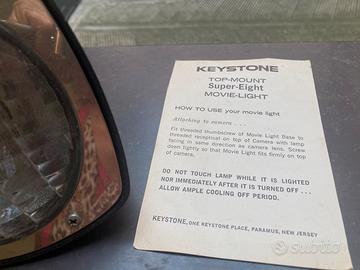 KEYSTONE
TOP-MOUNT
Super-Eight
MOVIE-LIGHT
HOW TO USE your movie light
Attaching to camera . . .
Fit threaded thumbscrew of Movie Light Base to
threaded receptical on top of Camera with lamp
facing in same direction as camera lens. Screw
down lightly so that Movie Light fits firmly on top
of camera.
DO NOT TOUCH LAMP WHILE IT IS LIGHTED
NOR IMMEDIATELY AFTER IT IS TURNED OFF . . .
ALLOW AMPLE COOLING OFF PERIOD.
KEYSTONE, ONE KEYSTONE PLACE, PARAMUS, NEW JERSEY
subito